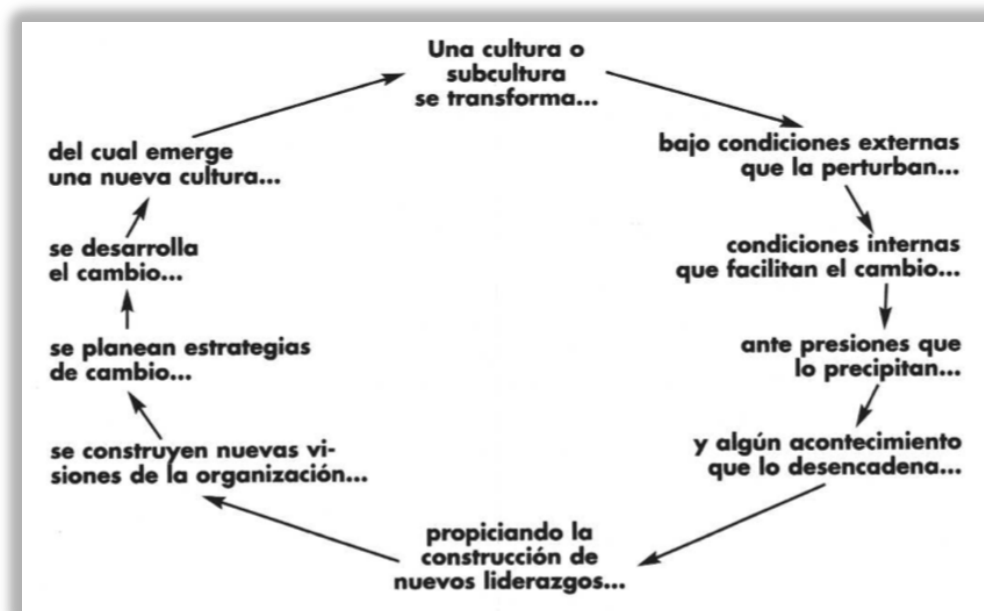 Una cultura o
subcultura
se transforma...
bajo condiciones externas
que la perturban...
condiciones internas
que facilitan el cambio...
ante presiones que
lo precipitan...
y algún acontecimiento
que lo desencadena...
propiciando la
construcción de
nuevos liderazgos...
se construyen nuevas vi-
siones de la organización...
se planean estrategias
de cambio...
se desarrolla
el cambio...
del cual emerge
una nueva cultura...